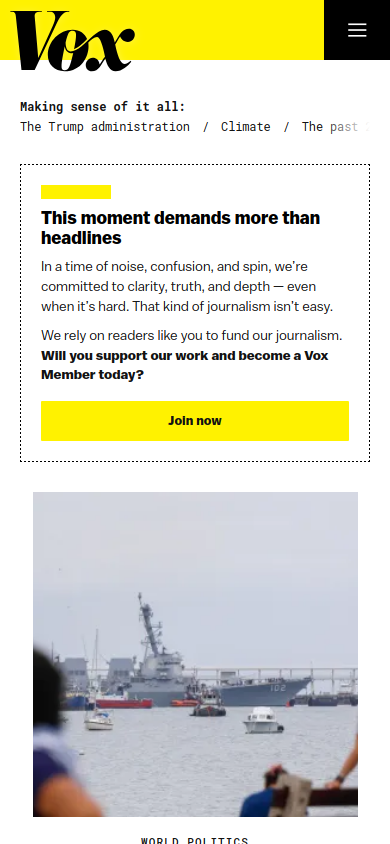 Vox
Making sense of it all:
The Trump administration / Climate / The past
This moment demands more than
headlines
In a time of noise, confusion, and spin, we’re
committed to clarity, truth, and depth — even
when it’s hard. That kind of journalism isn’t easy.
We rely on readers like you to fund our journalism.
Will you support our work and become a Vox
Member today?
Join now
102
WORLD POLITICS